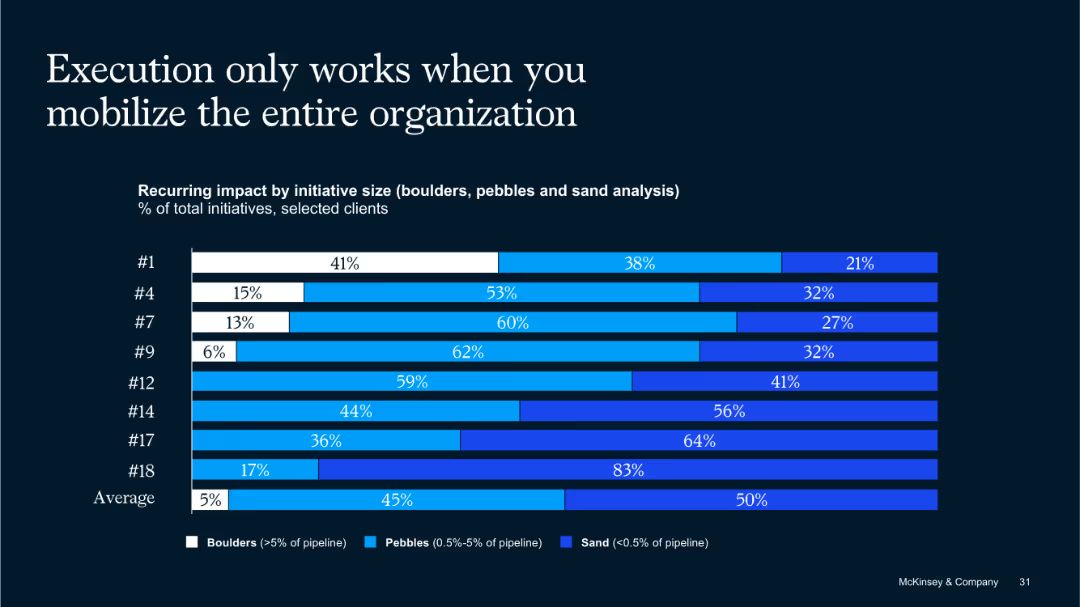 Execution only works when you
mobilize the entire organization
Recurring impact by initiative size (boulders, pebbles and sand analysis)
% of total initiatives, selected clients
#1 41% 38% 21%
#4 15% 53% 32%
#7 13% 60% 27%
#9 6% 62% 32%
#12 59% 41%
#14 44% 56%
#17 36% 64%
#18 17% 83%
Average 5% 45% 50%
Boulders (>5% of pipeline) Pebbles (0.5%-5% of pipeline) Sand (<0.5% of pipeline)
McKinsey & Company 31